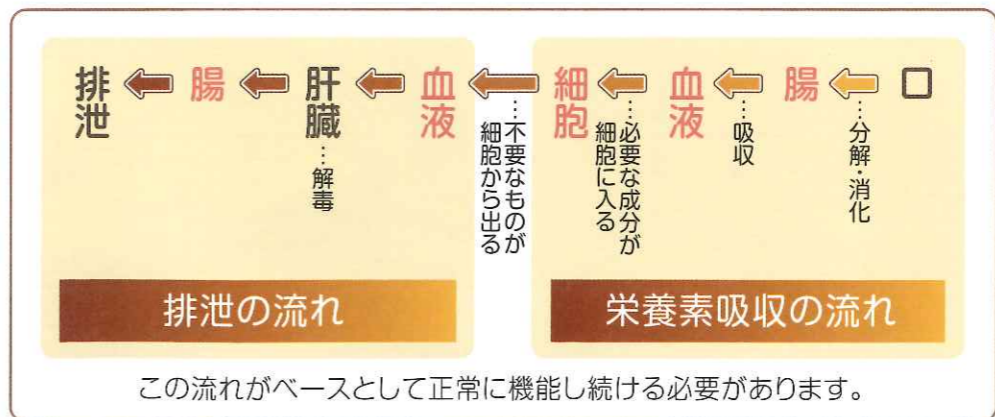 口
…分解・消化
腸
…吸収
血液
…必要な成分が
細胞に入る
細胞
…不要なものが
細胞から出る
血液
肝臓…解毒
腸
排泄
栄養素吸収の流れ
排泄の流れ
この流れがベースとして正常に機能し続ける必要があります。